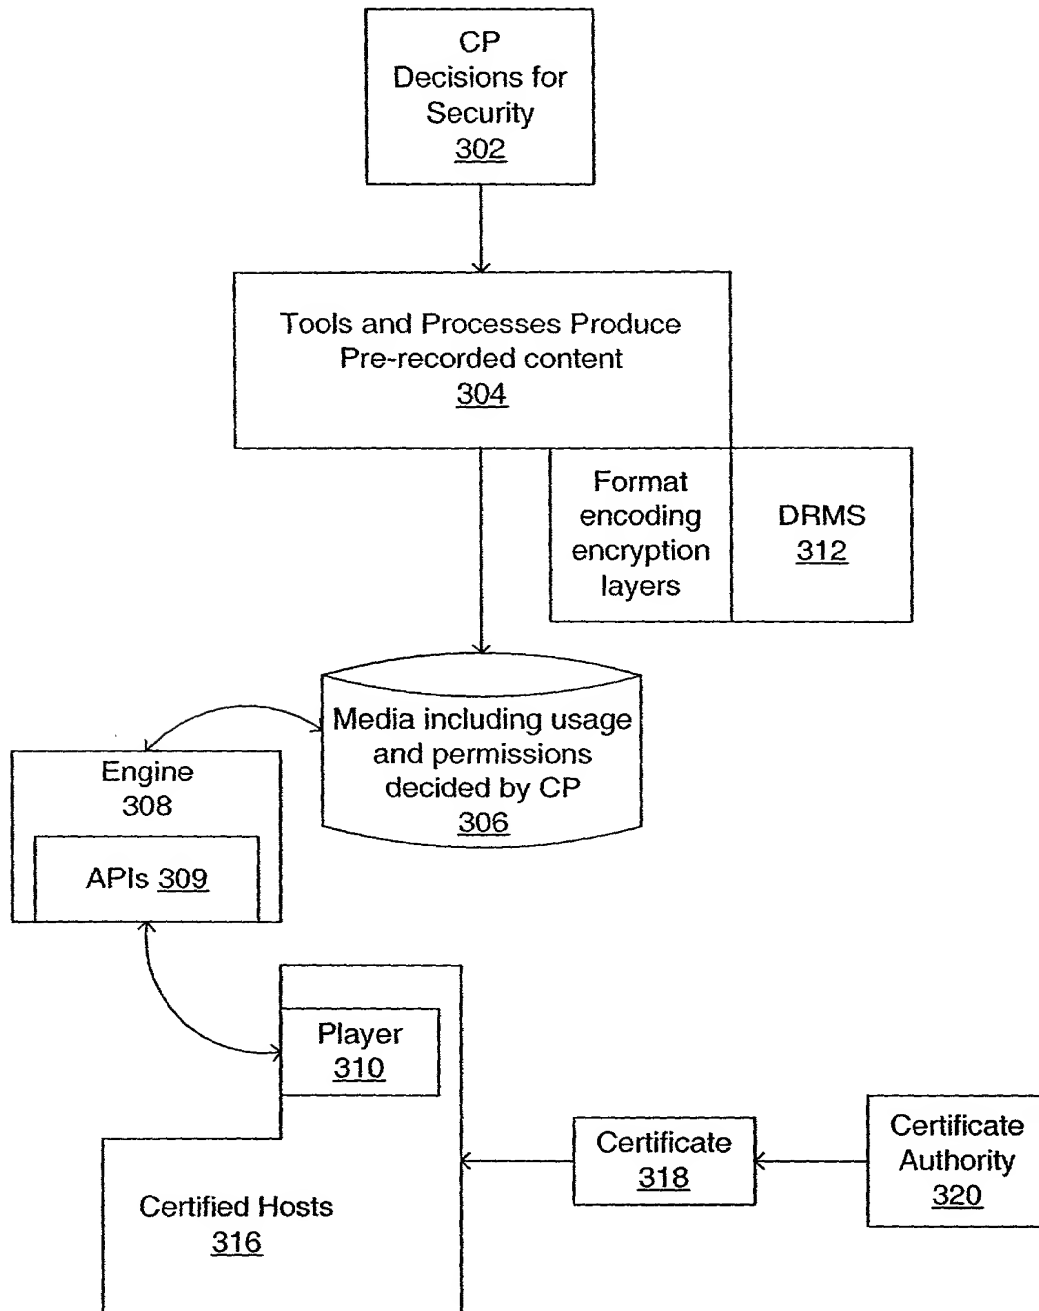 CP
Decisions for
Security
302
Tools and Processes Produce
Pre-recorded content
304
Format
encoding
encryption
layers
DRMS
312
Media including usage
and permissions
decided by CP
306
Engine
308
APIs 309
Player
310
Certified Hosts
316
Certificate
318
Certificate
Authority
320